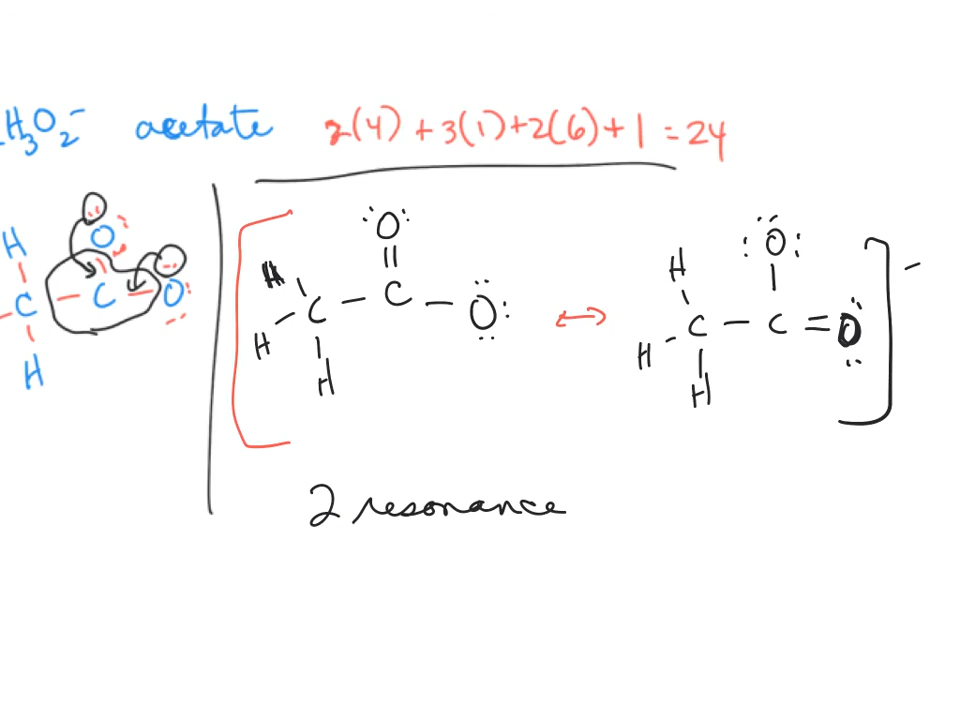 H₃O₂⁻ acetate 2(4) + 3(1) + 2(6) + 1 = 24
H O
C C O
H
O
H C C O
H
H
O
H
C C O
H
H
2 resonance